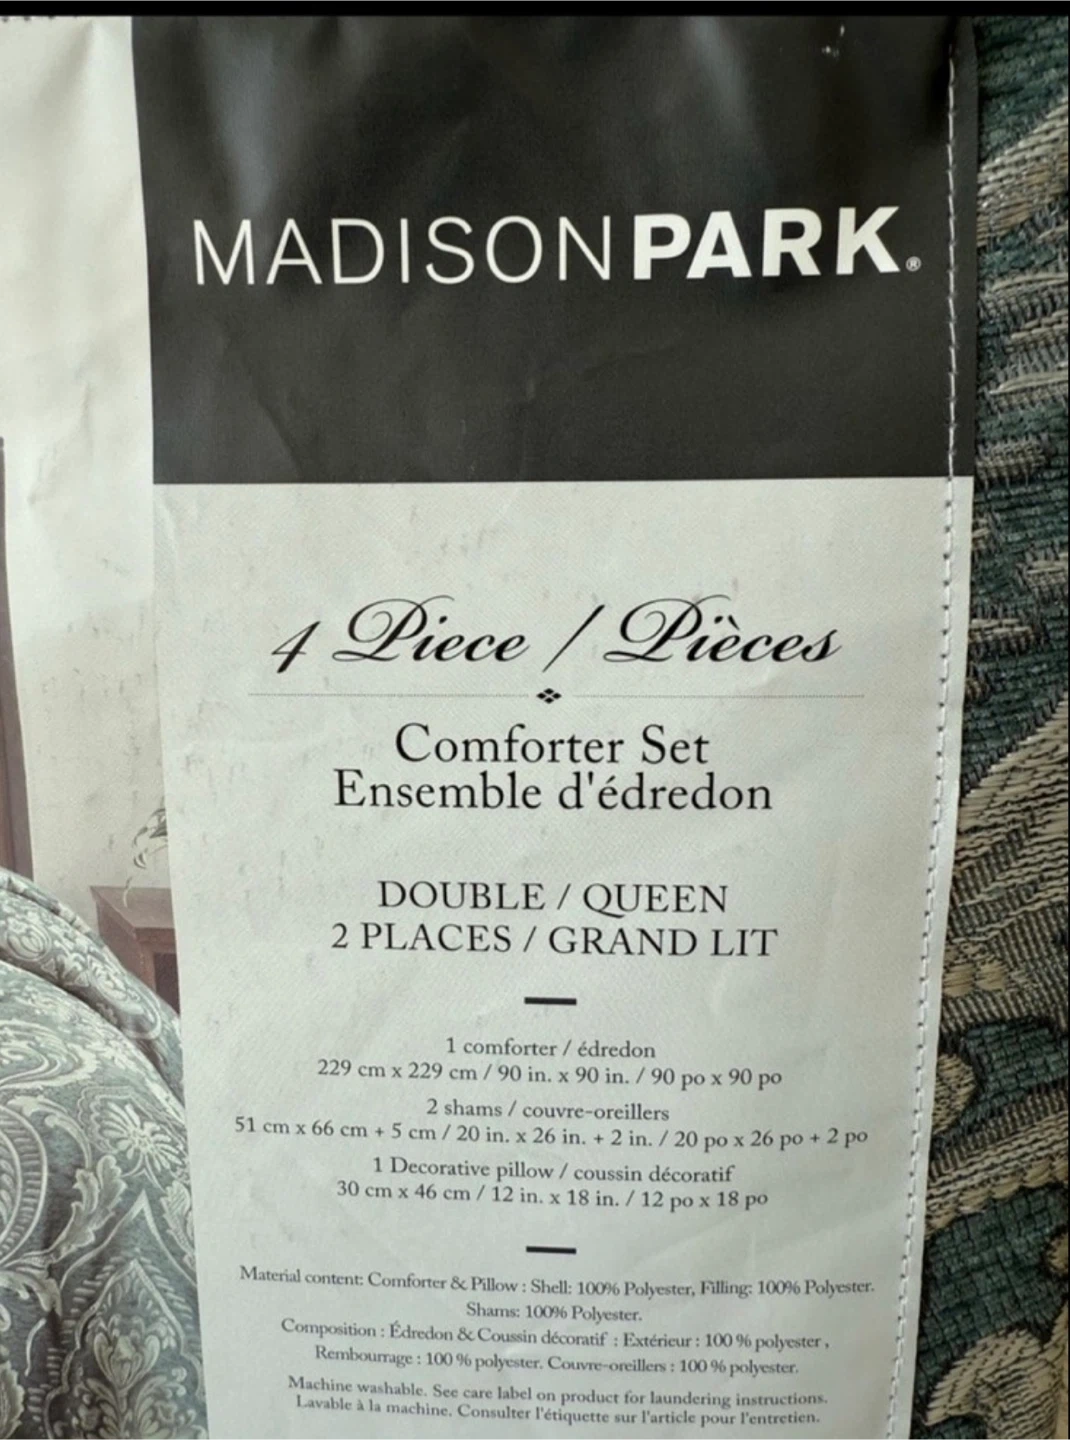 MADISONPARK®
4 Piece / Pièces
Comforter Set
Ensemble d'édredon
DOUBLE / QUEEN
2 PLACES / GRAND LIT
1 comforter / édredon
229 cm x 229 cm / 90 in. x 90 in. / 90 po x 90 po
2 shams / couvre-oreillers
51 cm x 66 cm + 5 cm / 20 in. x 26 in. + 2 in. / 20 po x 26 po + 2 po
1 Decorative pillow / coussin décoratif
30 cm x 46 cm / 12 in. x 18 in. / 12 po x 18 po
Material content: Comforter & Pillow : Shell: 100% Polyester, Filling: 100% Polyester.
Shams: 100% Polyester.
Composition : Édredon & Coussin décoratif : Extérieur : 100 % polyester ,
Rembourrage : 100 % polyester. Couvre-oreillers : 100 % polyester.
Machine washable. See care label on product for laundering instructions.
Lavable à la machine. Consulter l'étiquette sur l'article pour l'entretien.